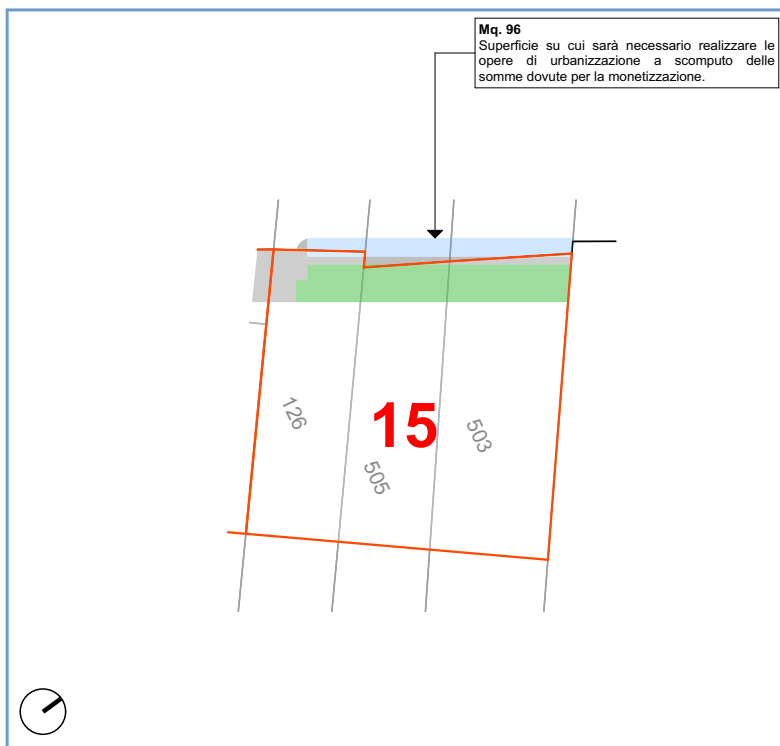 Mq. 96
Superficie su cui sarà necessario realizzare le
opere di urbanizzazione a scomputo delle
somme dovute per la monetizzazione.
126
15
503
505